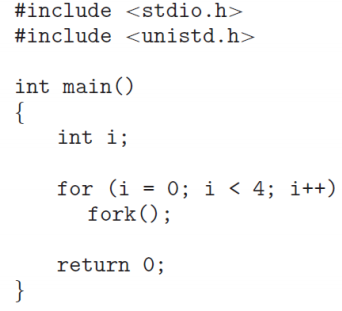 #include <stdio.h>
#include <unistd.h>
int main()
{
int i;
for (i = 0; i < 4; i++)
fork();
return 0;
}